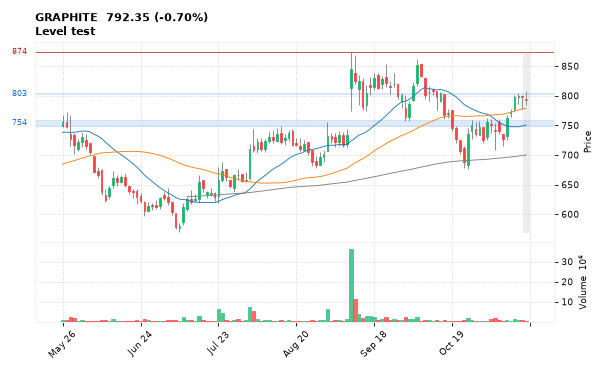 GRAPHITE 792.35 (-0.70%)
Level test
874
803
754
850
800
750
700
650
600
Price
30
20
10
Volume 10⁴
May 26
Jun 24
Jul 23
Aug 20
Sep 18
Oct 19